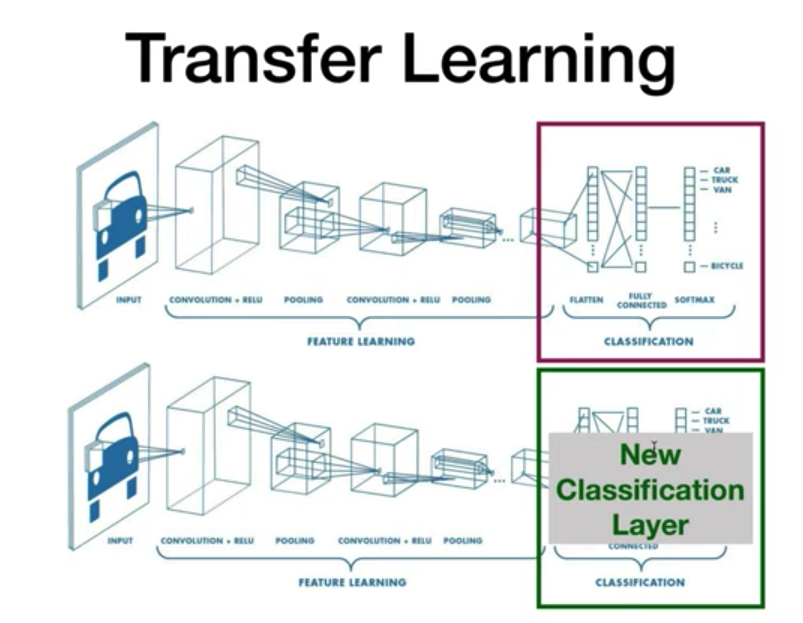 Transfer Learning
CAR
TRUCK
VAN
BICYCLE
INPUT
CONVOLUTION + RELU
POOLING
CONVOLUTION + RELU
POOLING
FLATTEN
FULLY
CONNECTED
SOFTMAX
FEATURE LEARNING
CLASSIFICATION
CAR
TRUCK
VAN
New
Classification
Layer
INPUT
CONVOLUTION + RELU
POOLING
CONVOLUTION + RELU
POOLING
CONNECTED
FEATURE LEARNING
CLASSIFICATION